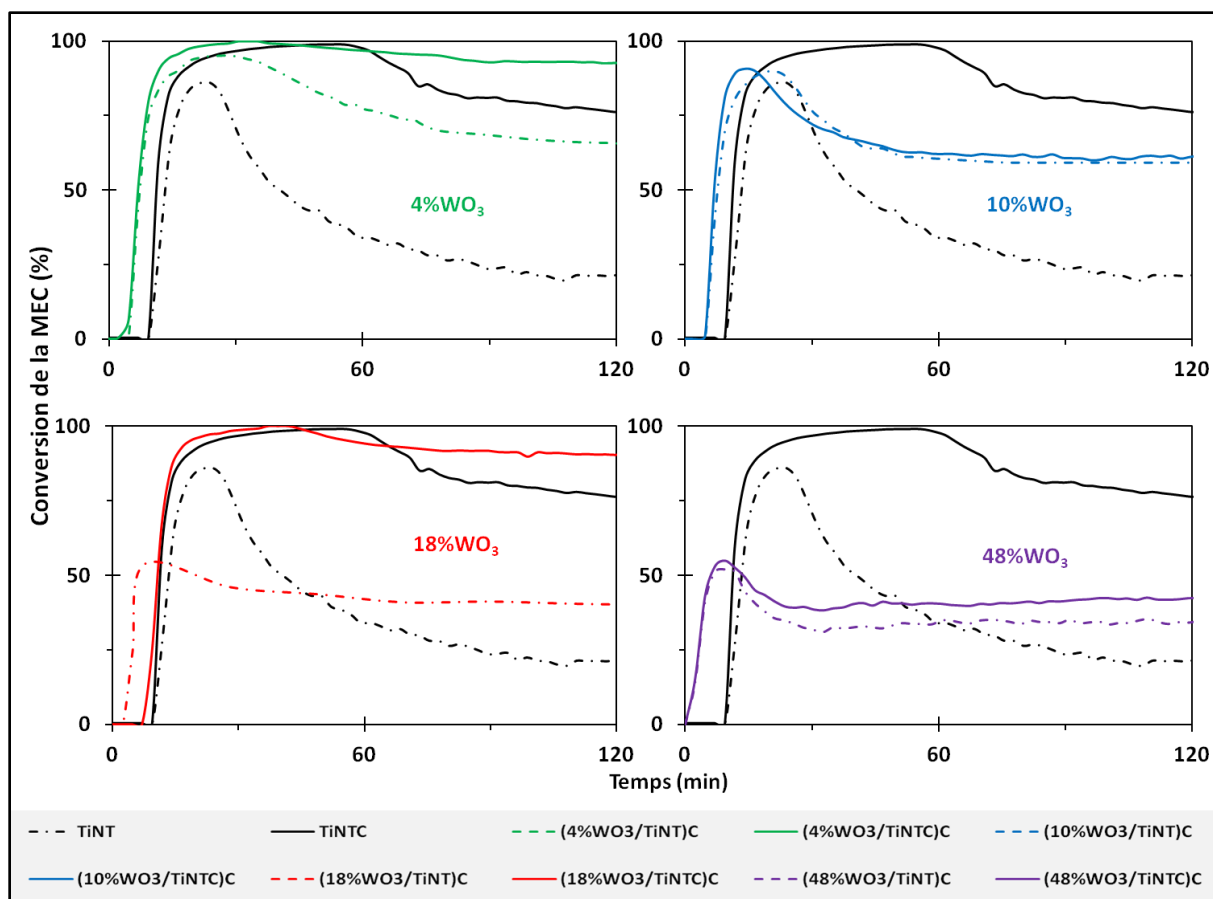 Conversion de la MEC (%)
100
50
0
0 60 120
4%WO₃
100
50
0
0 60 120
10%WO₃
100
50
0
0 60 120
18%WO₃
100
50
0
0 60 120
48%WO₃
Temps (min)
TiNT TiNTC (4%WO3/TiNT)C (4%WO3/TiNTC)C (10%WO3/TiNT)C
(10%WO3/TiNTC)C (18%WO3/TiNT)C (18%WO3/TiNTC)C (48%WO3/TiNT)C (48%WO3/TiNTC)C